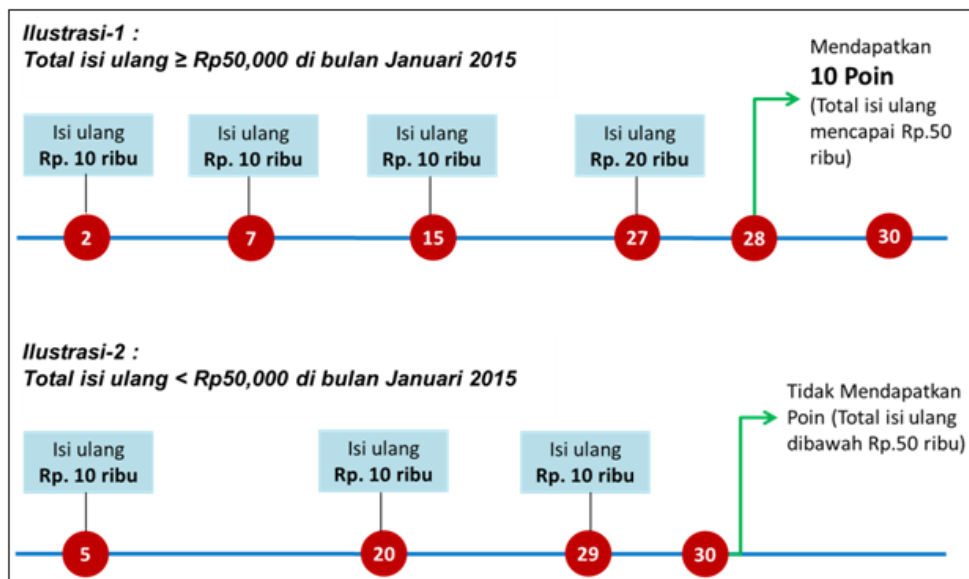 Ilustrasi-1 :
Total isi ulang ≥ Rp50,000 di bulan Januari 2015
Mendapatkan
10 Poin
(Total isi ulang
mencapai Rp.50
ribu)
Isi ulang
Rp. 10 ribu
Isi ulang
Rp. 10 ribu
Isi ulang
Rp. 10 ribu
Isi ulang
Rp. 20 ribu
2
7
15
27
28
30
Ilustrasi-2 :
Total isi ulang < Rp50,000 di bulan Januari 2015
Tidak Mendapatkan
Poin (Total isi ulang
dibawah Rp.50 ribu)
Isi ulang
Rp. 10 ribu
Isi ulang
Rp. 10 ribu
Isi ulang
Rp. 10 ribu
5
20
29
30